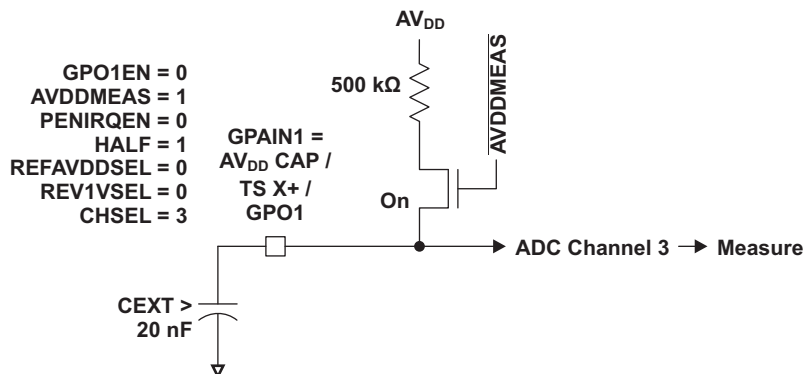 AVDD
GPO1EN = 0
AVDDMEAS = 1
PENIRQEN = 0
HALF = 1
REFAVDDSEL = 0
REV1VSEL = 0
CHSEL = 3
500 kΩ
AVDDMEAS
GPAIN1 =
AVDD CAP /
TS X+ /
GPO1
On
ADC Channel 3
Measure
CEXT >
20 nF